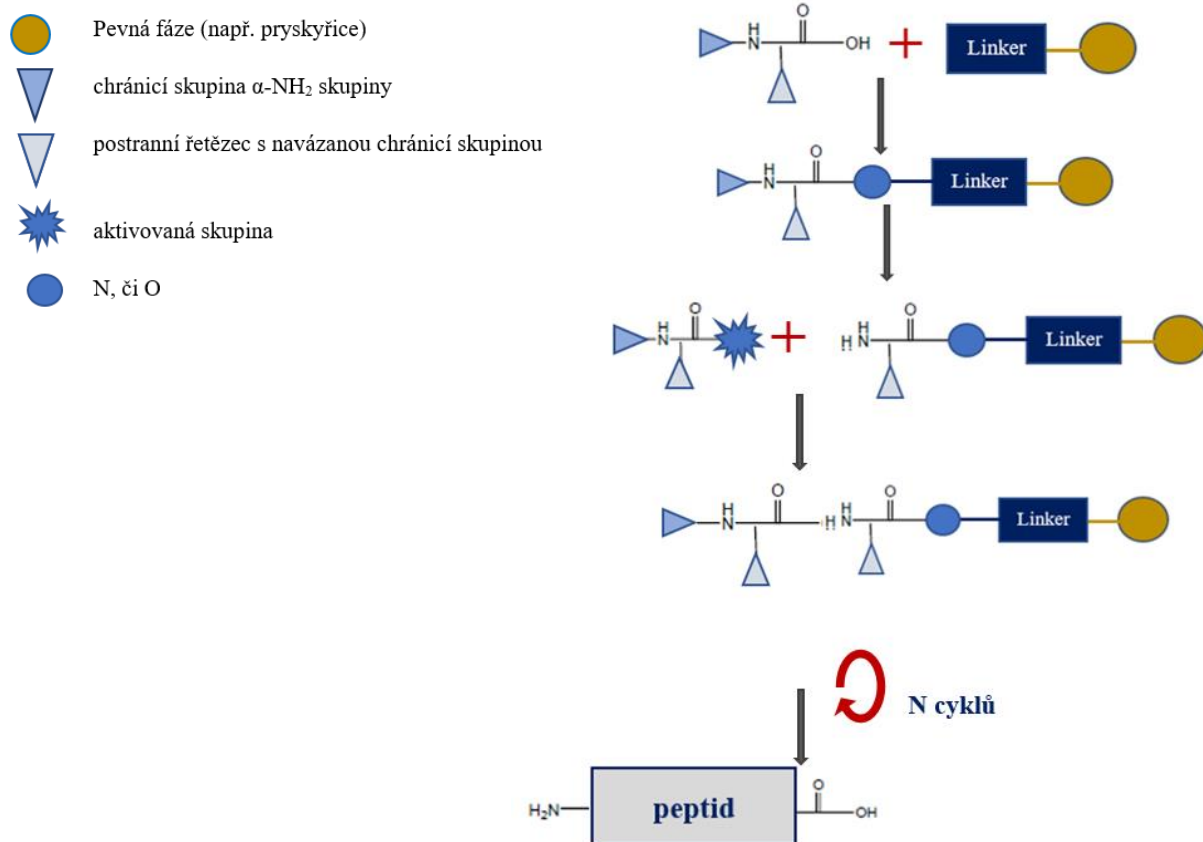 Pevná fáze (např. pryskyřice)
chránicí skupina α-NH₂ skupiny
postranní řetězec s navázanou chránicí skupinou
aktivovaná skupina
N, či O
H
N
O
OH
+
Linker
H
N
O
Linker
H
N
O
+
H
H
N
O
Linker
H
N
O
H
H
N
O
Linker
N cyklů
H₂N
peptid
O
OH